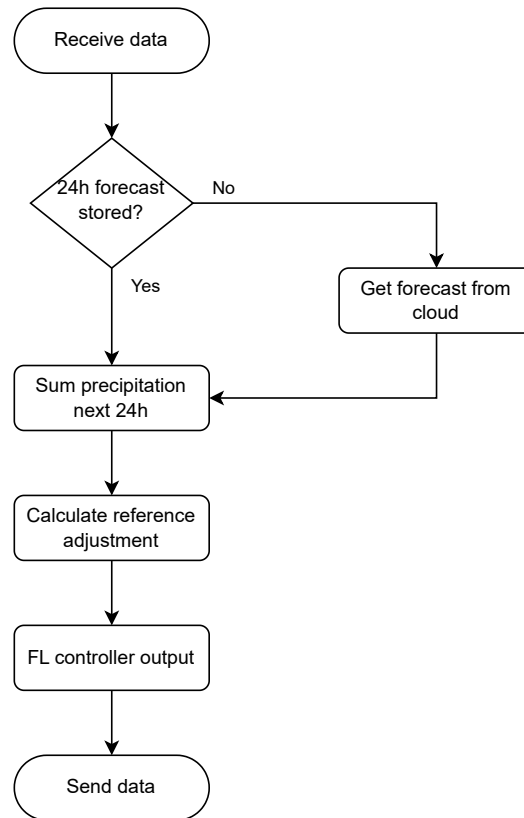 Receive data
24h forecast
stored?
No
Yes
Get forecast from
cloud
Sum precipitation
next 24h
Calculate reference
adjustment
FL controller output
Send data